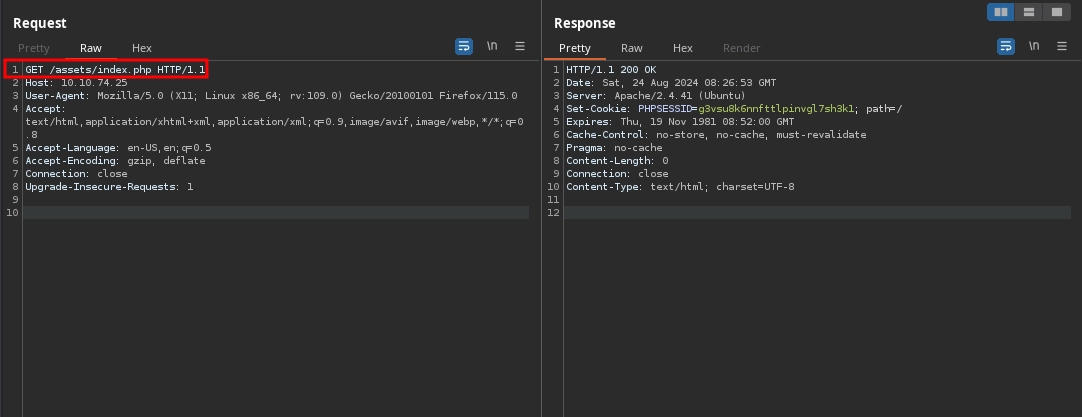 Request
Pretty Raw Hex
\n
1 GET /assets/index.php HTTP/1.1
2 Host: 10.10.74.25
3 User-Agent: Mozilla/5.0 (X11; Linux x86_64; rv:109.0) Gecko/20100101 Firefox/115.0
4 Accept:
text/html,application/xhtml+xml,application/xml;q=0.9,image/avif,image/webp,*/*;q=0
.8
5 Accept-Language: en-US,en;q=0.5
6 Accept-Encoding: gzip, deflate
7 Connection: close
8 Upgrade-Insecure-Requests: 1
9
10
Response
Pretty Raw Hex Render
\n
1 HTTP/1.1 200 OK
2 Date: Sat, 24 Aug 2024 08:26:53 GMT
3 Server: Apache/2.4.41 (Ubuntu)
4 Set-Cookie: PHPSESSID=g3vsu8k6nnfttlpinvgl7sh3k1; path=/
5 Expires: Thu, 19 Nov 1981 08:52:00 GMT
6 Cache-Control: no-store, no-cache, must-revalidate
7 Pragma: no-cache
8 Content-Length: 0
9 Connection: close
10 Content-Type: text/html; charset=UTF-8
11
12